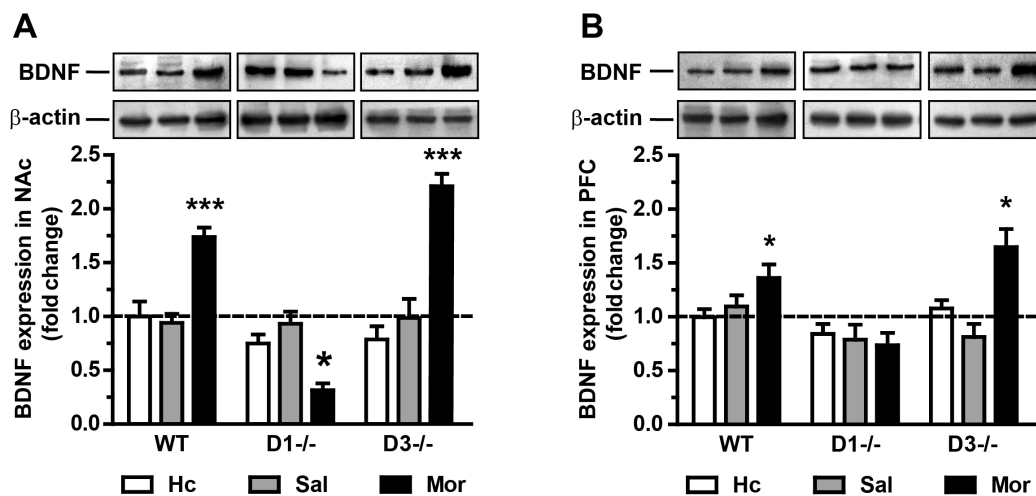 A
BDNF
β-actin
BDNF expression in NAc
(fold change)
2.5
2.0
1.5
1.0
0.5
0.0
***
*
***
WT D1-/- D3-/-
Hc Sal Mor
B
BDNF
β-actin
BDNF expression in PFC
(fold change)
2.5
2.0
1.5
1.0
0.5
0.0
*
*
WT D1-/- D3-/-
Hc Sal Mor